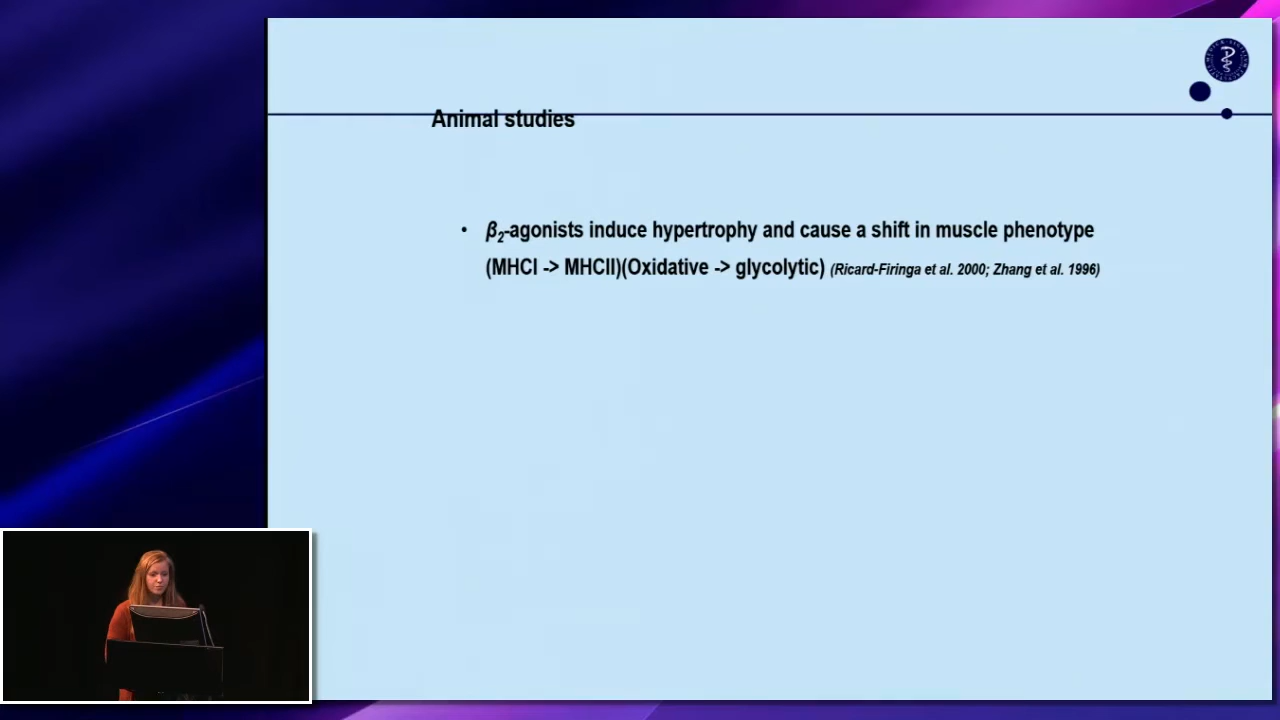 Animal studies
• β₂-agonists induce hypertrophy and cause a shift in muscle phenotype
(MHCI -> MHCII)(Oxidative -> glycolytic) (Ricard-Firinga et al. 2000; Zhang et al. 1996)